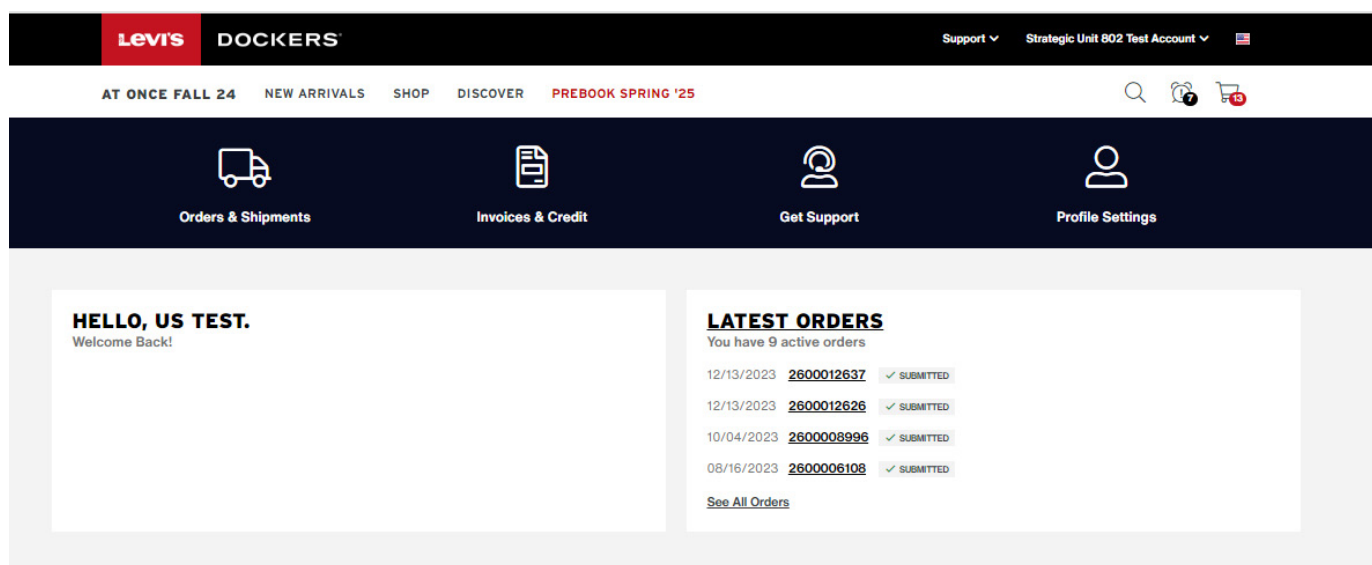 Levi's DOCKERS Support Strategic Unit 802 Test Account
AT ONCE FALL 24 NEW ARRIVALS SHOP DISCOVER PREBOOK SPRING '25 7 13
Orders & Shipments Invoices & Credit Get Support Profile Settings
HELLO, US TEST.
Welcome Back!
LATEST ORDERS
You have 9 active orders
12/13/2023 2600012637 ✓ SUBMITTED
12/13/2023 2600012626 ✓ SUBMITTED
10/04/2023 2600008996 ✓ SUBMITTED
08/16/2023 2600006108 ✓ SUBMITTED
See All Orders